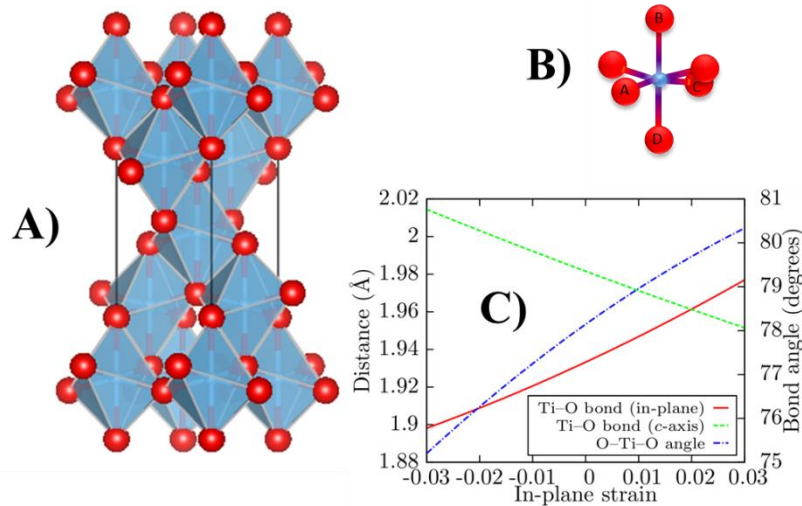 A)
B)
B
A
C
D
C)
2.02
2
1.98
1.96
1.94
1.92
1.9
1.88
Distance (Å)
81
80
79
78
77
76
75
Bond angle (degrees)
Ti–O bond (in-plane)
Ti–O bond (c-axis)
O–Ti–O angle
-0.03 -0.02 -0.01 0 0.01 0.02 0.03
In-plane strain